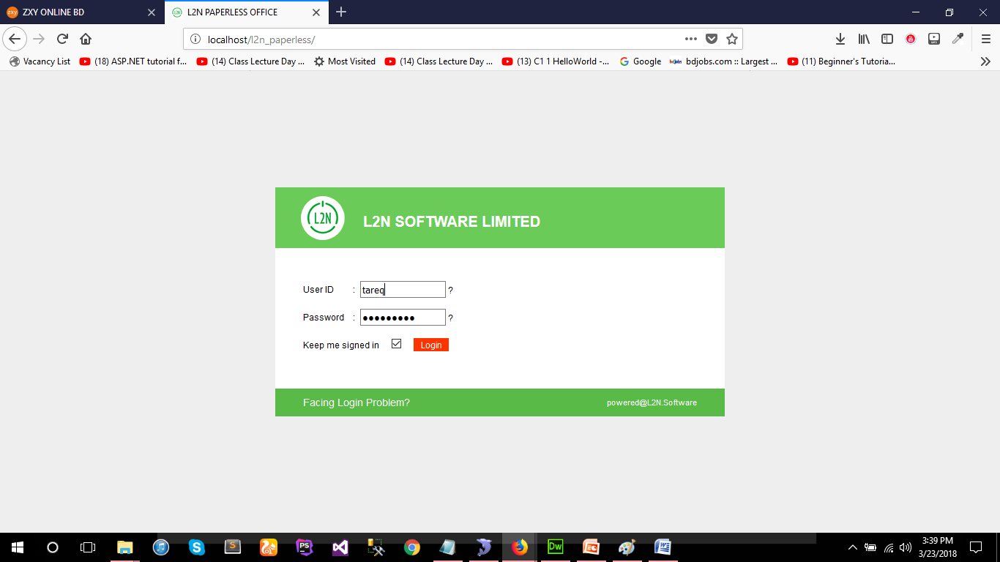 ZXY ONLINE BD
L2N PAPERLESS OFFICE
localhost/l2n_paperless/
Vacancy List
(18) ASP.NET tutorial f...
(14) Class Lecture Day ...
Most Visited
(14) Class Lecture Day ...
(13) C1 1 HelloWorld -...
Google
bdjobs.com :: Largest ...
(11) Beginner's Tutoria...
L2N
L2N SOFTWARE LIMITED
User ID : tareq ?
Password : ●●●●●●●●● ?
Keep me signed in Login
Facing Login Problem? powered@L2N.Software
3:39 PM
3/23/2018